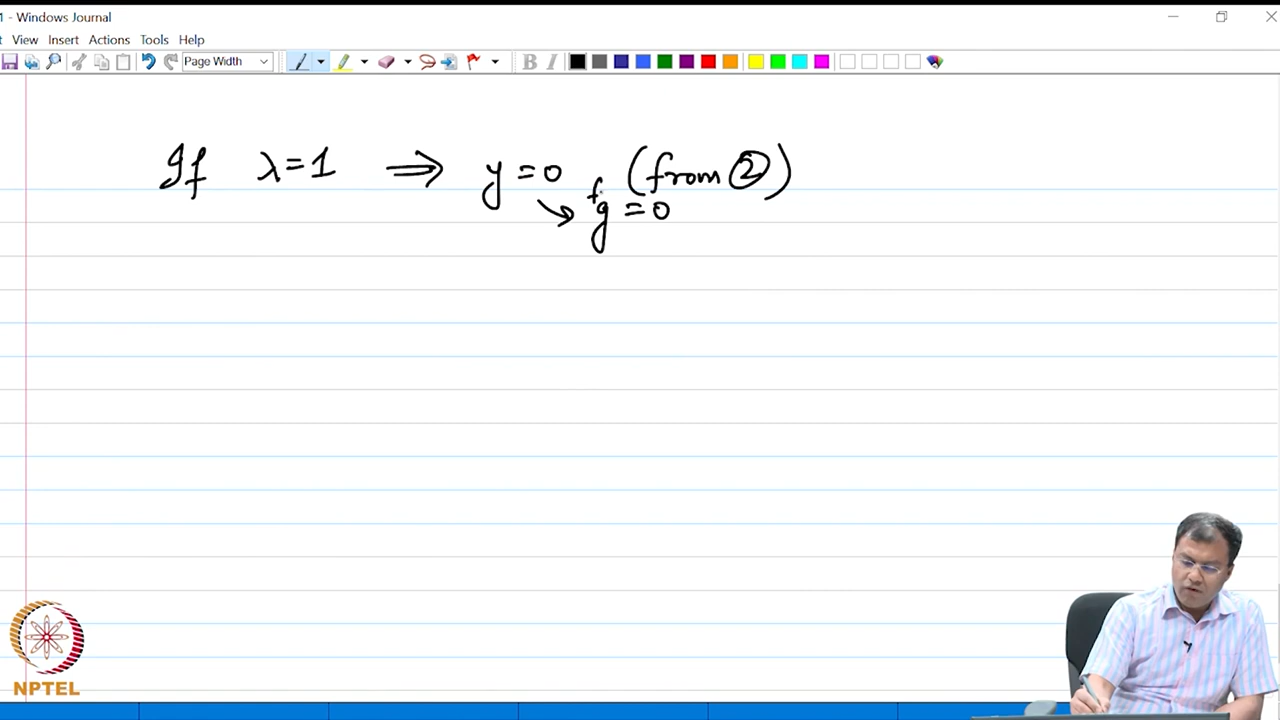 1 - Windows Journal
t View Insert Actions Tools Help
Page Width
B I
If λ=1 ⇒ y=0 (from ②)
↘ g = 0
NPTEL